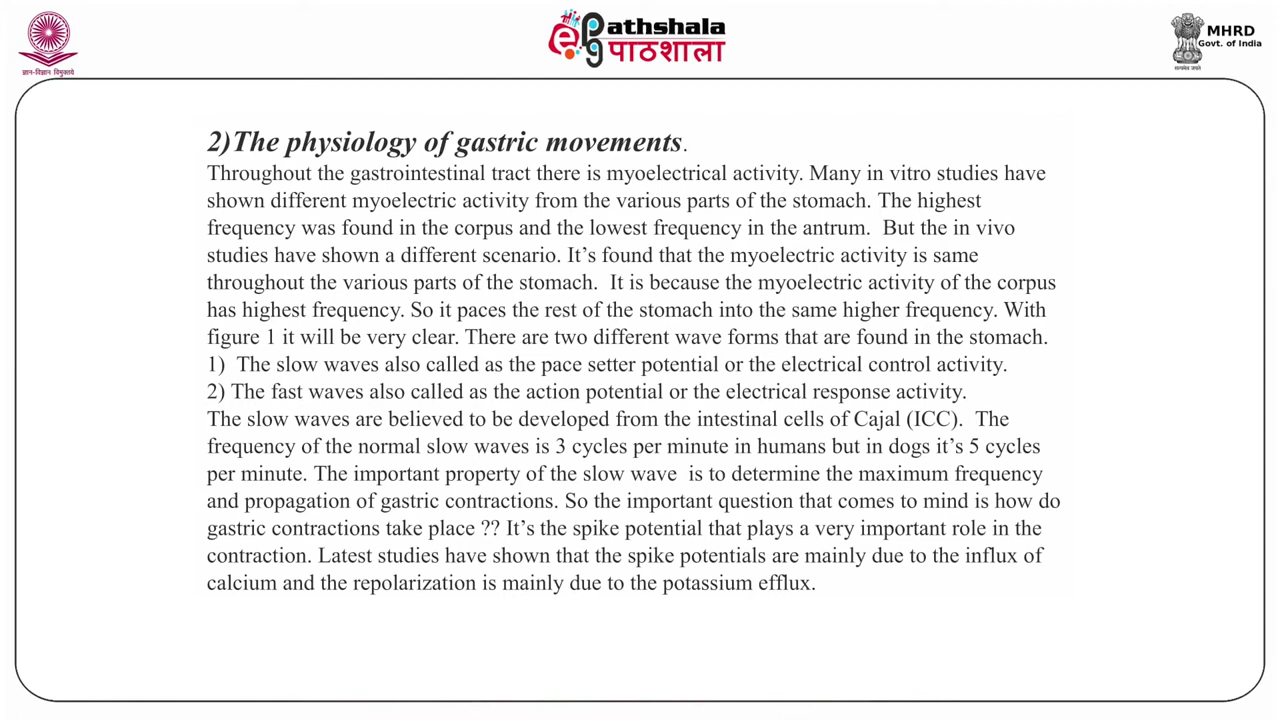 ज्ञान-विज्ञान विमुक्तये
Pathshala
पाठशाला
MHRD
Govt. of India
सत्यमेव जयते
2)The physiology of gastric movements.
Throughout the gastrointestinal tract there is myoelectrical activity. Many in vitro studies have
shown different myoelectric activity from the various parts of the stomach. The highest
frequency was found in the corpus and the lowest frequency in the antrum.  But the in vivo
studies have shown a different scenario. It’s found that the myoelectric activity is same
throughout the various parts of the stomach.  It is because the myoelectric activity of the corpus
has highest frequency. So it paces the rest of the stomach into the same higher frequency. With
figure 1 it will be very clear. There are two different wave forms that are found in the stomach.
1)  The slow waves also called as the pace setter potential or the electrical control activity.
2) The fast waves also called as the action potential or the electrical response activity.
The slow waves are believed to be developed from the intestinal cells of Cajal (ICC).  The
frequency of the normal slow waves is 3 cycles per minute in humans but in dogs it’s 5 cycles
per minute. The important property of the slow wave  is to determine the maximum frequency
and propagation of gastric contractions. So the important question that comes to mind is how do
gastric contractions take place ?? It’s the spike potential that plays a very important role in the
contraction. Latest studies have shown that the spike potentials are mainly due to the influx of
calcium and the repolarization is mainly due to the potassium efflux.